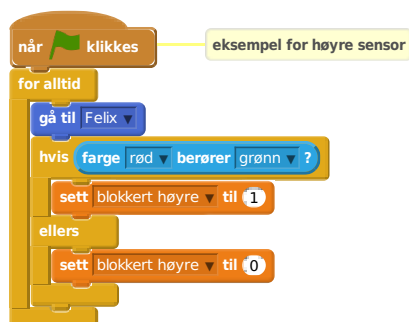 når klikkes
eksempel for høyre sensor
for alltid
gå til Felix
hvis farge rød berører grønn ?
sett blokkert høyre til 1
ellers
sett blokkert høyre til 0